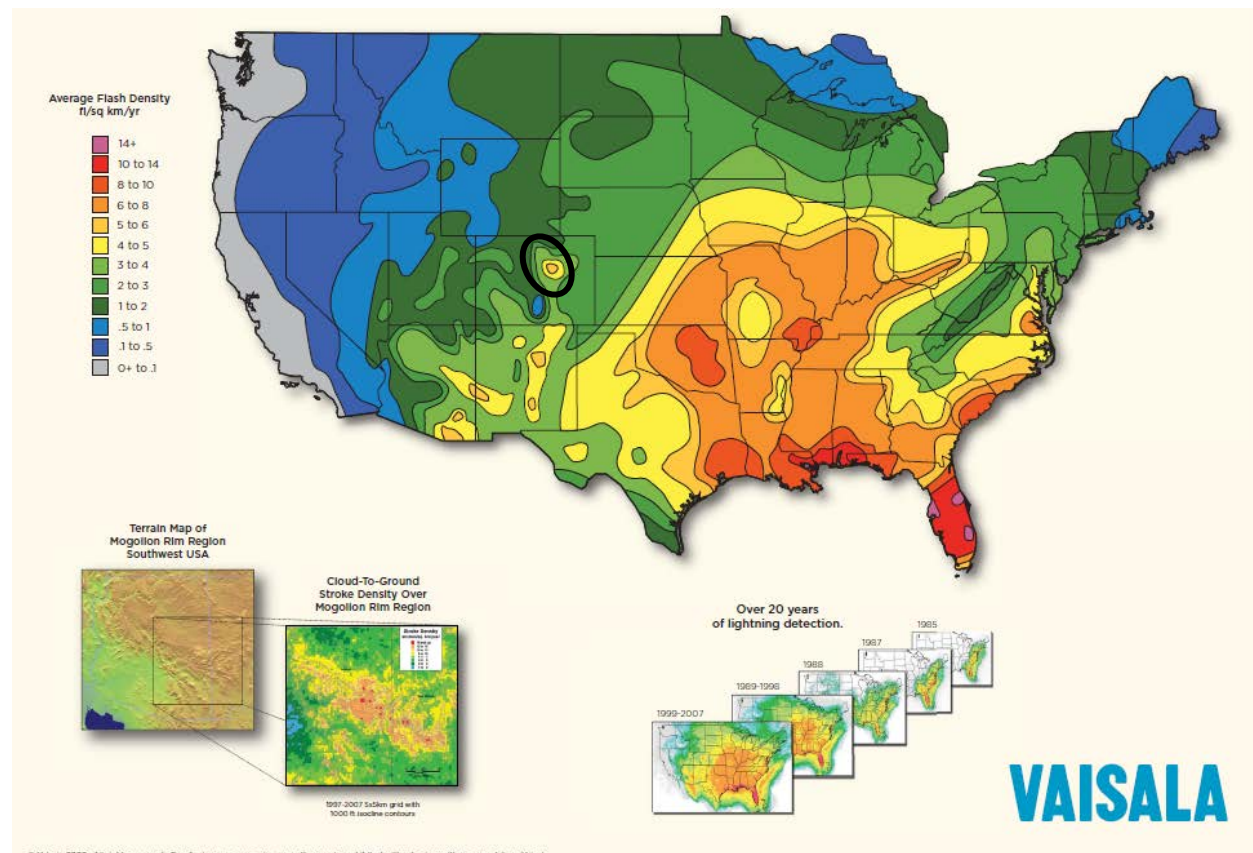 Average Flash Density
fl/sq km/yr
14+
10 to 14
8 to 10
6 to 8
5 to 6
4 to 5
3 to 4
2 to 3
1 to 2
.5 to 1
.1 to .5
0+ to .1
Terrain Map of
Mogollon Rim Region
Southwest USA
Cloud-To-Ground
Stroke Density Over
Mogollon Rim Region
Stroke Density
1997-2007 5x5km grid with
1000 ft isocline contours
Over 20 years
of lightning detection.
1985
1987
1988
1989-1998
1999-2007
VAISALA